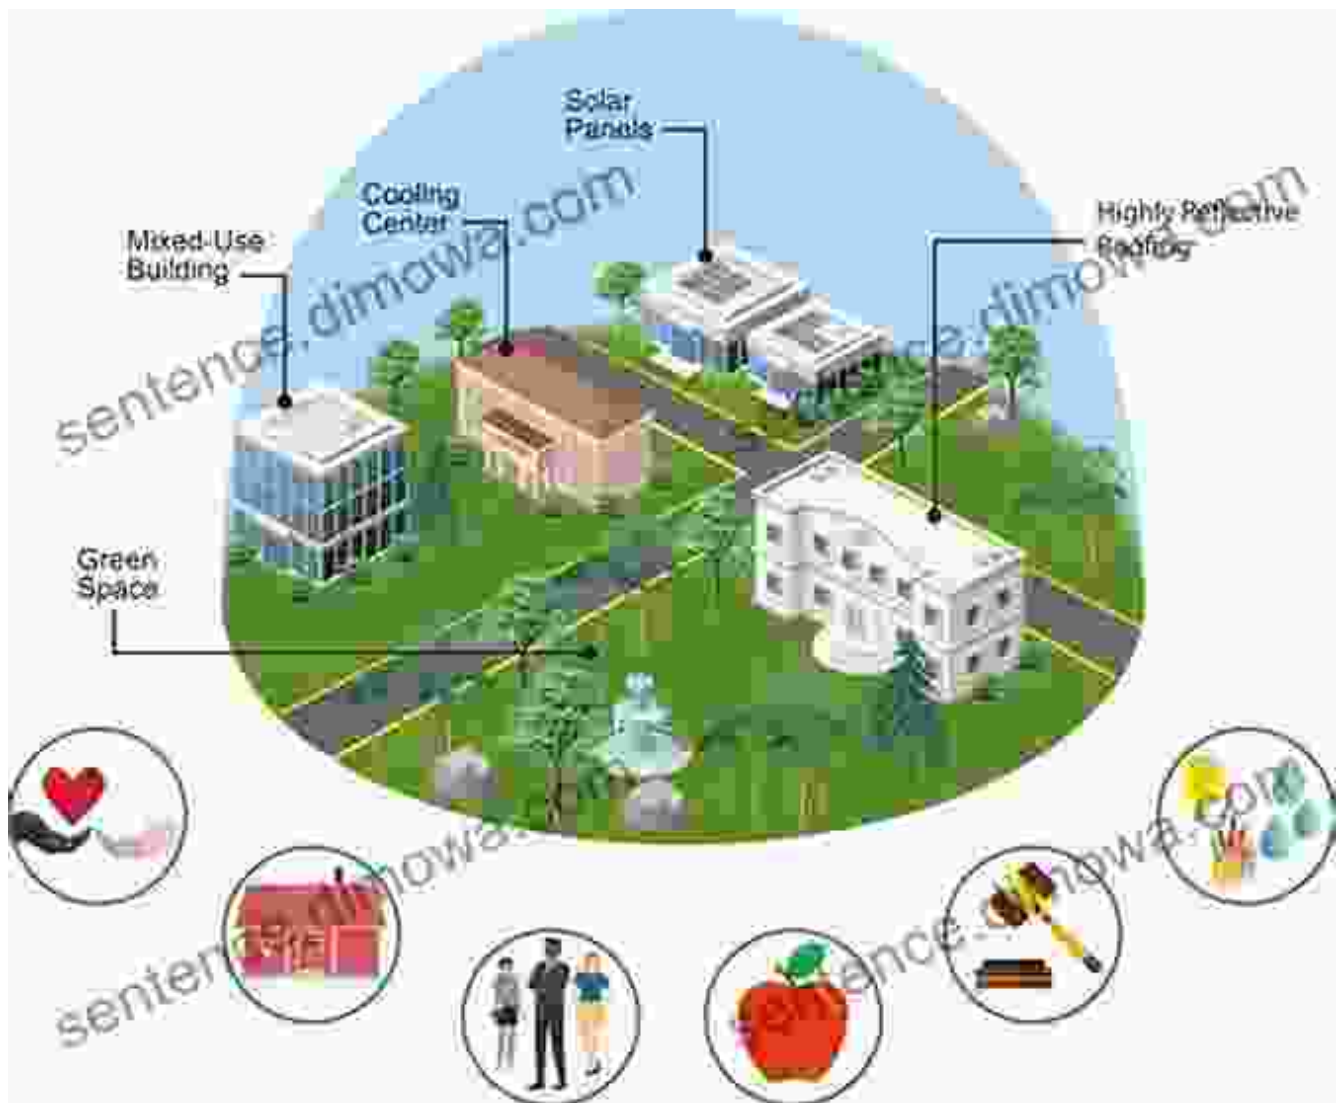 Solar
Panels
Cooling
Center
Mixed-Use
Building
Highly Reflective
Roofing
Green
Space
sentence.dimowa.com
sentence.dimowa.com
sentence.dimowa.com
sentence.dimowa.com